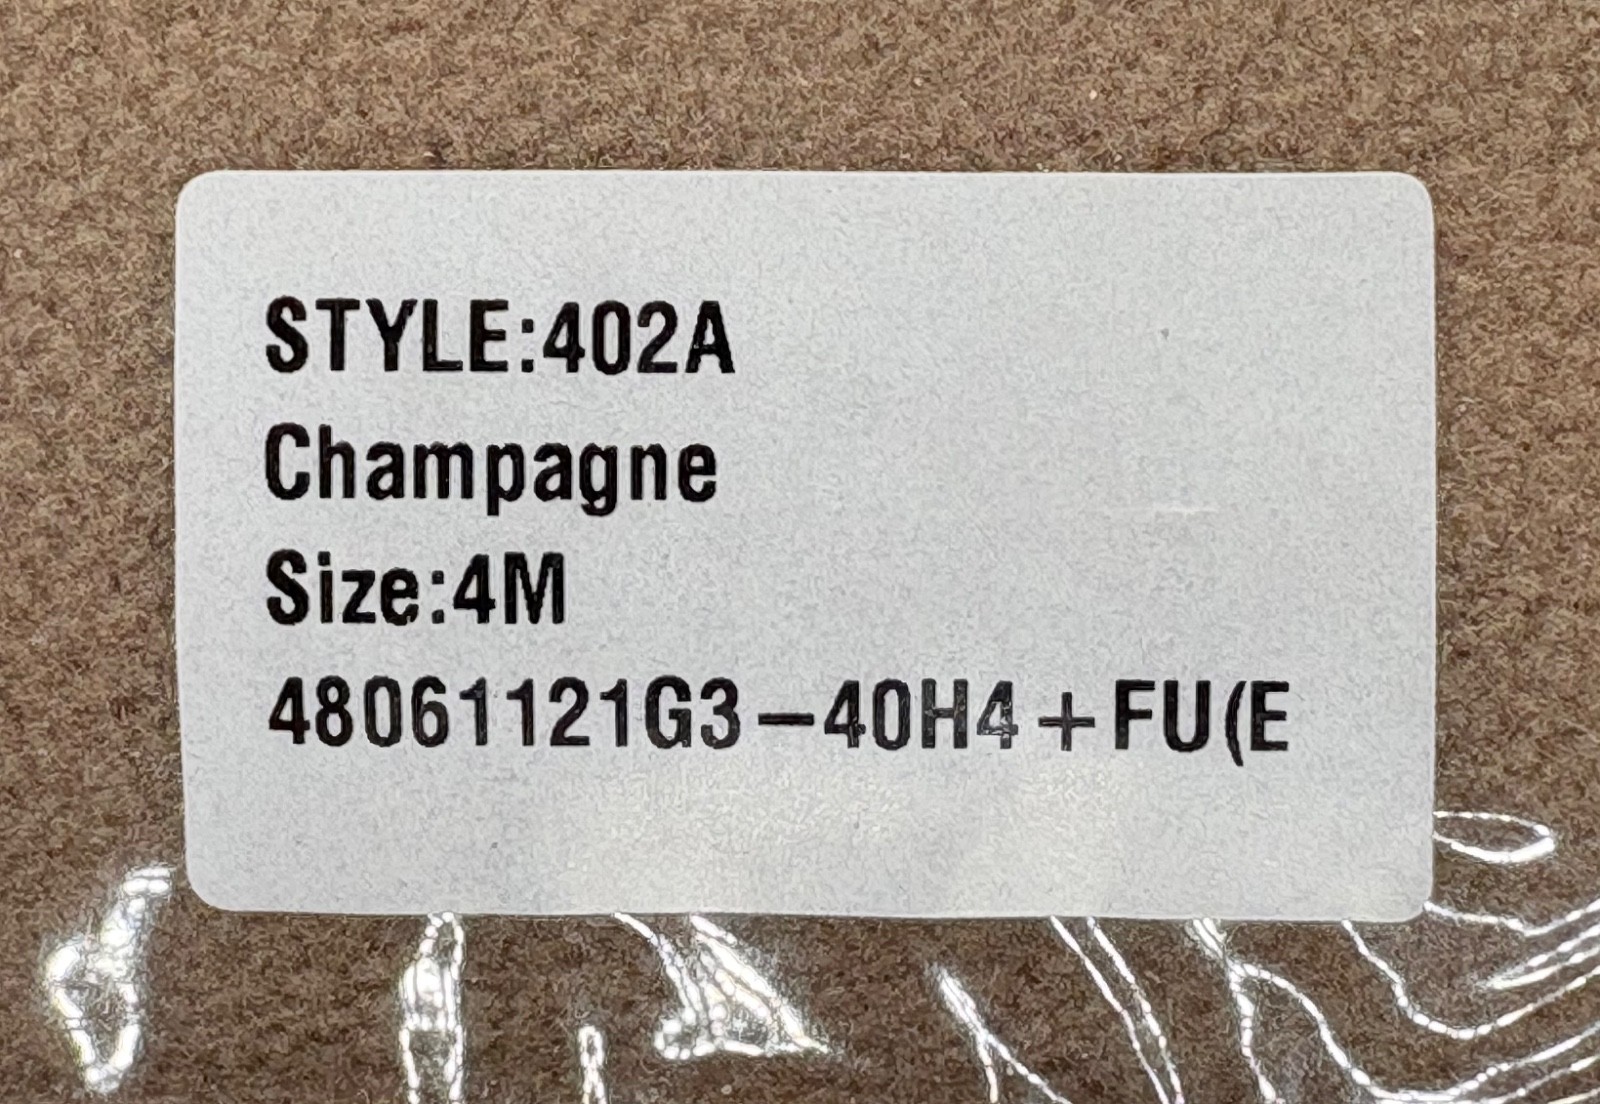 STYLE:402A
Champagne
Size:4M
48061121G3-40H4+FU(E